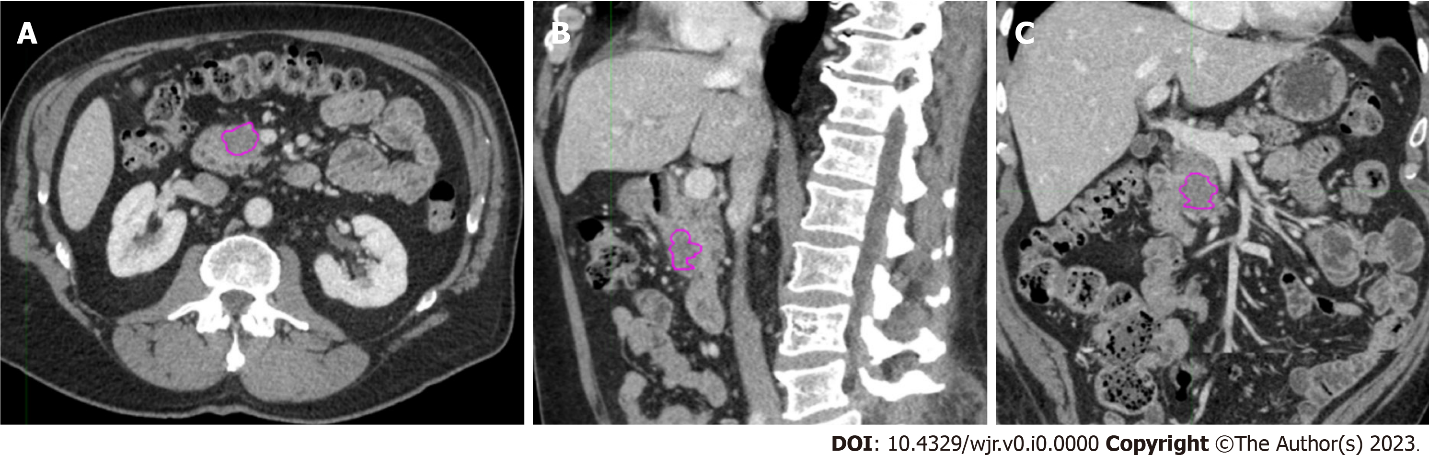 A
B
C
DOI: 10.4329/wjr.v0.i0.0000 Copyright ©The Author(s) 2023.